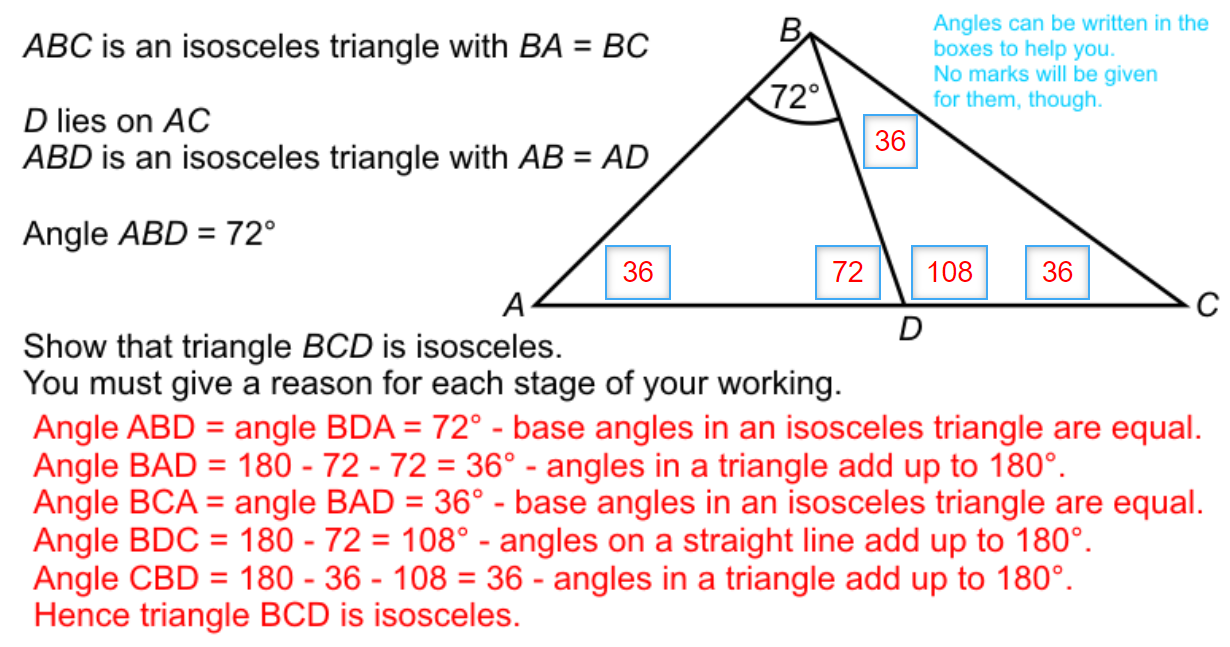 ABC is an isosceles triangle with BA = BC
D lies on AC
ABD is an isosceles triangle with AB = AD
Angle ABD = 72°
Angles can be written in the
boxes to help you.
No marks will be given
for them, though.
B
72°
36
36
72
108
36
A
C
D
Show that triangle BCD is isosceles.
You must give a reason for each stage of your working.
Angle ABD = angle BDA = 72° - base angles in an isosceles triangle are equal.
Angle BAD = 180 - 72 - 72 = 36° - angles in a triangle add up to 180°.
Angle BCA = angle BAD = 36° - base angles in an isosceles triangle are equal.
Angle BDC = 180 - 72 = 108° - angles on a straight line add up to 180°.
Angle CBD = 180 - 36 - 108 = 36 - angles in a triangle add up to 180°.
Hence triangle BCD is isosceles.